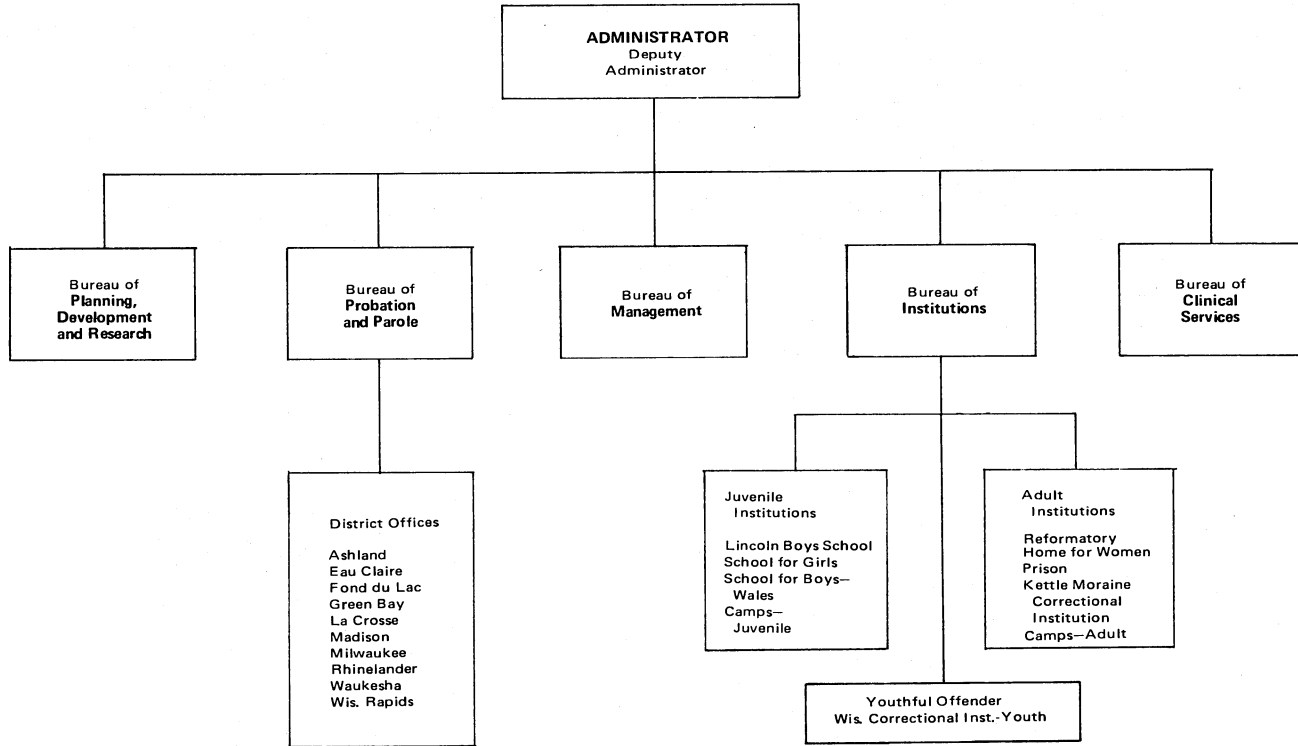 ADMINISTRATOR
Deputy
Administrator
Bureau of
Planning,
Development
and Research
Bureau of
Probation
and Parole
Bureau of
Management
Bureau of
Institutions
Bureau of
Clinical
Services
District Offices
Ashland
Eau Claire
Fond du Lac
Green Bay
La Crosse
Madison
Milwaukee
Rhinelander
Waukesha
Wis. Rapids
Juvenile
Institutions
Lincoln Boys School
School for Girls
School for Boys—
Wales
Camps—
Juvenile
Adult
Institutions
Reformatory
Home for Women
Prison
Kettle Moraine
Correctional
Institution
Camps—Adult
Youthful Offender
Wis. Correctional Inst.-Youth